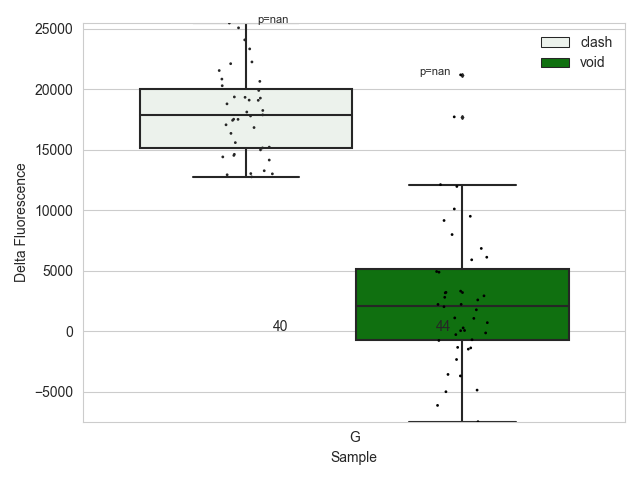 p=nan
25000
clash
void
p=nan
20000
15000
10000
5000
0
−5000
40
44
Delta Fluorescence
G
Sample